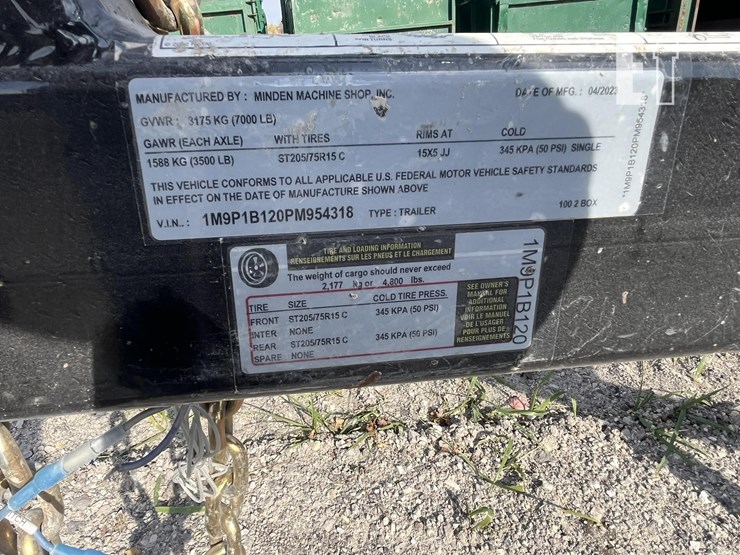 MANUFACTURED BY : MINDEN MACHINE SHOP, INC. DATE OF MFG. : 04/2023
GVWR : 3175 KG (7000 LB)
GAWR (EACH AXLE) WITH TIRES RIMS AT COLD
1588 KG (3500 LB) ST205/75R15 C 15X5 JJ 345 KPA (50 PSI) SINGLE
THIS VEHICLE CONFORMS TO ALL APPLICABLE U.S. FEDERAL MOTOR VEHICLE SAFETY STANDARDS
IN EFFECT ON THE DATE OF MANUFACTURE SHOWN ABOVE
V.I.N.: 1M9P1B120PM954318 TYPE : TRAILER 100 2 BOX
*1M9P1B120PM954318*
TIRE AND LOADING INFORMATION
RENSEIGNEMENTS SUR LES PNEUS ET LE CHARGEMENT
The weight of cargo should never exceed
2,177 kg or 4,800 lbs.
TIRE SIZE COLD TIRE PRESS.
FRONT ST205/75R15 C 345 KPA (50 PSI)
INTER NONE
REAR ST205/75R15 C 345 KPA (50 PSI)
SPARE NONE
SEE OWNER'S
MANUAL FOR
ADDITIONAL
INFORMATION
VOIR LE MANUEL
DE L'USAGER
POUR PLUS DE
RENSEIGNEMENTS
1M9P1B120